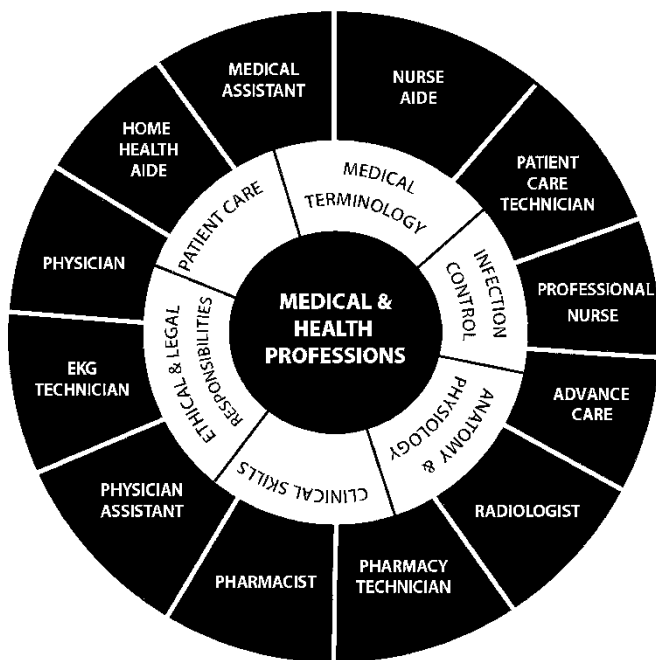 MEDICAL
ASSISTANT
NURSE
AIDE
PATIENT
CARE
TECHNICIAN
PROFESSIONAL
NURSE
ADVANCE
CARE
RADIOLOGIST
PHARMACY
TECHNICIAN
PHARMACIST
PHYSICIAN
ASSISTANT
EKG
TECHNICIAN
PHYSICIAN
HOME
HEALTH
AIDE
MEDICAL
TERMINOLOGY
INFECTION
CONTROL
ANATOMY &
PHYSIOLOGY
CLINICAL SKILLS
ETHICAL & LEGAL
RESPONSIBILITIES
PATIENT CARE
MEDICAL &
HEALTH
PROFESSIONS